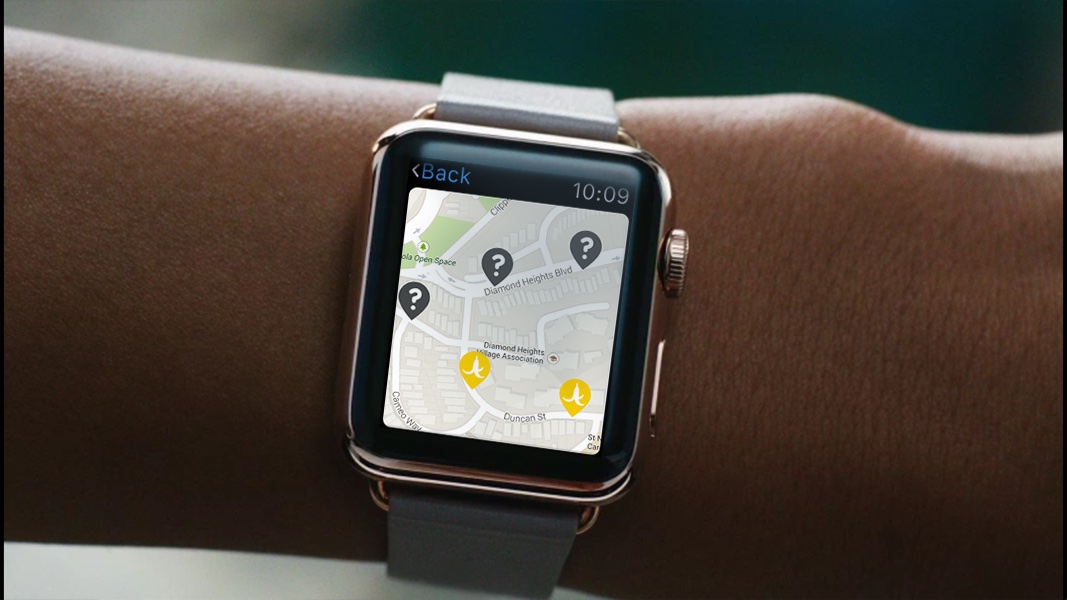 <Back
10:09
Clipp
ola Open Space
?
?
Diamond Heights Blvd
?
Diamond Heights
Village Association
Duncan St
Cameo Way
St N
Car